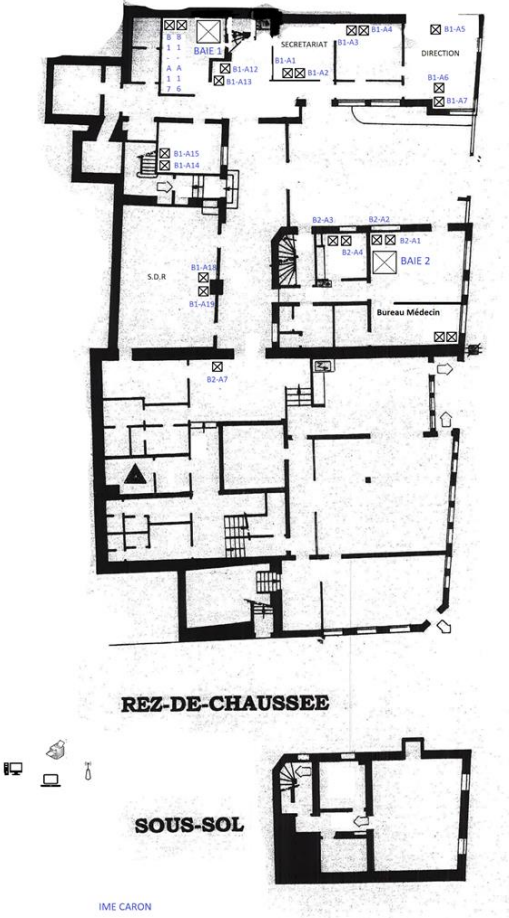 B B
1 1
- -
A A
1 1
7 6
BAIE 1
B1-A12
B1-A13
SECRETARIAT
B1-A1
B1-A2
B1-A3
B1-A4
B1-A5
DIRECTION
B1-A6
B1-A7
B1-A15
B1-A14
B2-A3
B2-A2
B2-A1
B2-A4
BAIE 2
S.D.R
B1-A18
B1-A19
Bureau Médecin
B2-A7
REZ-DE-CHAUSSEE
SOUS-SOL
IME CARON